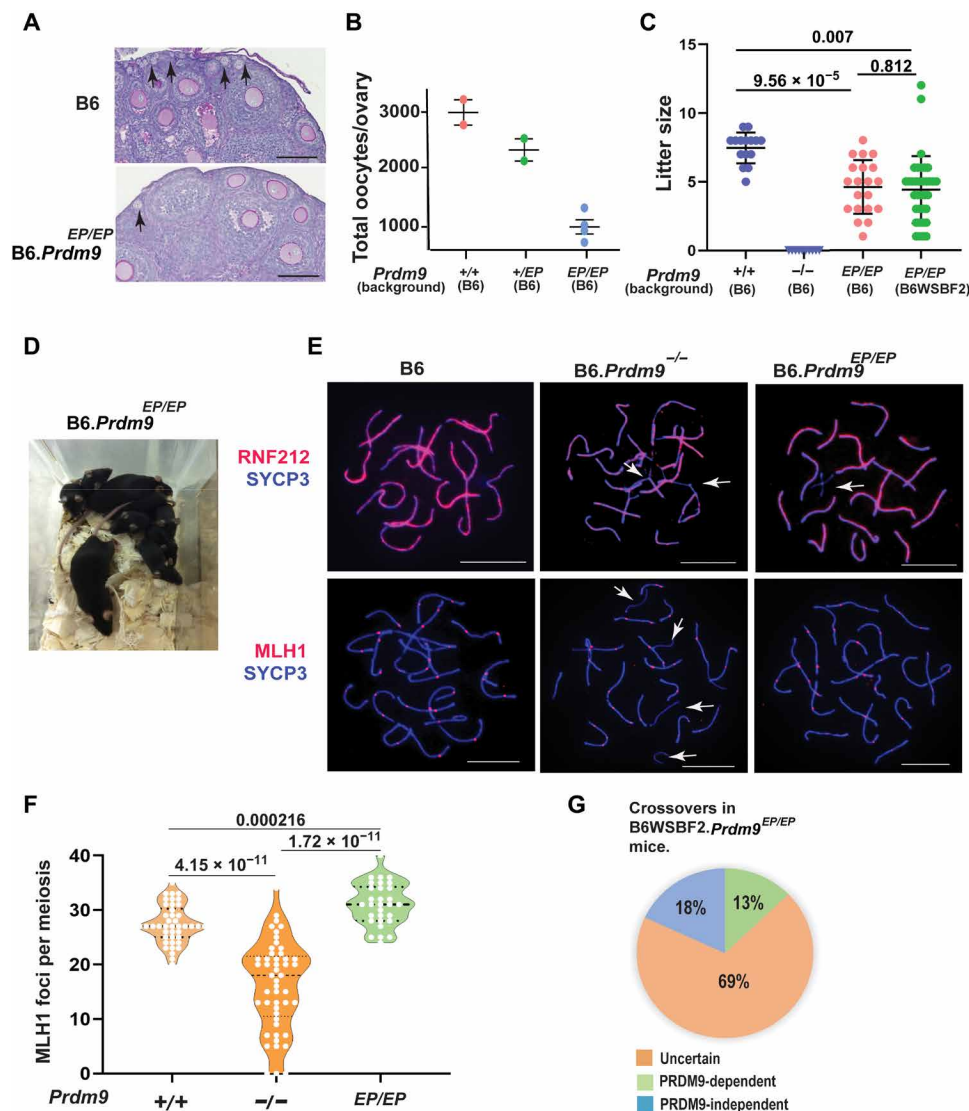 A
B6
B6.Prdm9 EP/EP
B
Total oocytes/ovary
3000
2000
1000
Prdm9 +/+ +/EP EP/EP
(background) (B6) (B6) (B6)
C
0.007
9.56 × 10−5
0.812
Litter size
15
10
5
0
Prdm9 +/+ −/− EP/EP EP/EP
(background) (B6) (B6) (B6) (B6WSBF2)
D
B6.Prdm9 EP/EP
E
B6 B6.Prdm9 −/− B6.Prdm9 EP/EP
RNF212
SYCP3
MLH1
SYCP3
F
0.000216
4.15 × 10−11
1.72 × 10−11
MLH1 foci per meiosis
40
30
20
10
0
Prdm9 +/+ −/− EP/EP
G
Crossovers in
B6WSBF2.Prdm9 EP/EP
mice.
18%
13%
69%
Uncertain
PRDM9-dependent
PRDM9-independent